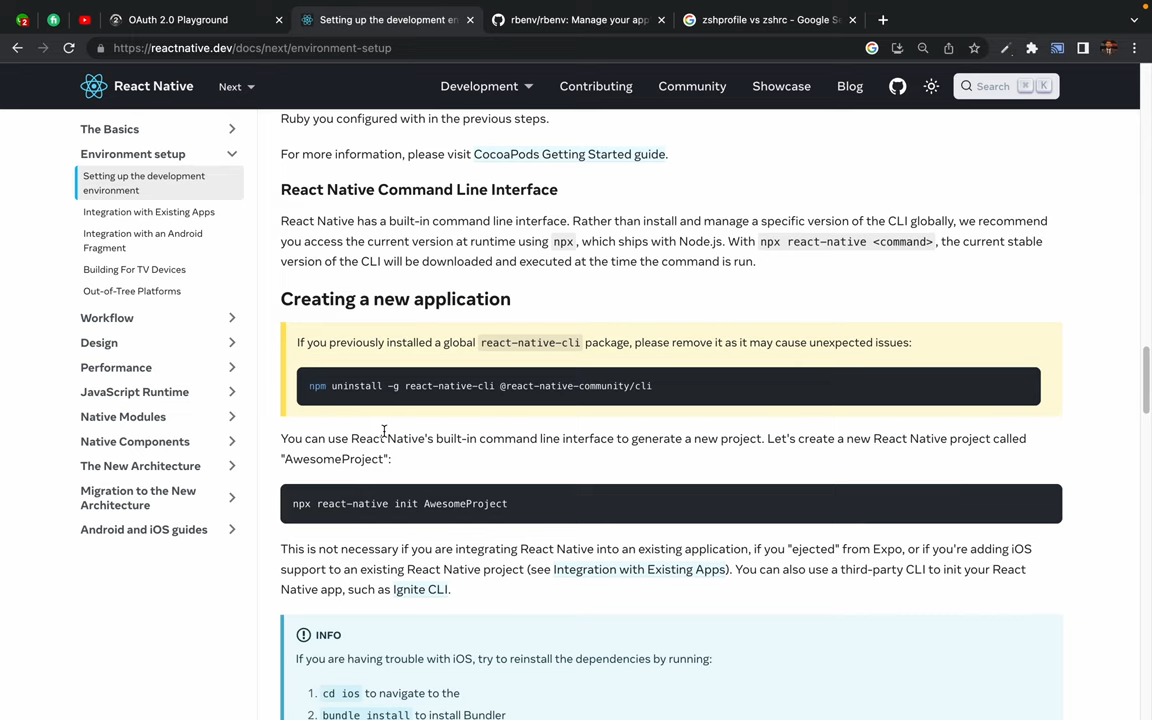 2
OAuth 2.0 Playground
Setting up the development en
rbenv/rbenv: Manage your app
zshprofile vs zshrc - Google Se
https://reactnative.dev/docs/next/environment-setup
React Native
Next
Development
Contributing
Community
Showcase
Blog
Search ⌘ K
The Basics
Environment setup
Setting up the development
environment
Integration with Existing Apps
Integration with an Android
Fragment
Building For TV Devices
Out-of-Tree Platforms
Workflow
Design
Performance
JavaScript Runtime
Native Modules
Native Components
The New Architecture
Migration to the New
Architecture
Android and iOS guides
Ruby you configured with in the previous steps.
For more information, please visit CocoaPods Getting Started guide.
React Native Command Line Interface
React Native has a built-in command line interface. Rather than install and manage a specific version of the CLI globally, we recommend
you access the current version at runtime using npx, which ships with Node.js. With npx react-native <command>, the current stable
version of the CLI will be downloaded and executed at the time the command is run.
Creating a new application
If you previously installed a global react-native-cli package, please remove it as it may cause unexpected issues:
npm uninstall -g react-native-cli @react-native-community/cli
You can use React Native's built-in command line interface to generate a new project. Let's create a new React Native project called
"AwesomeProject":
npx react-native init AwesomeProject
This is not necessary if you are integrating React Native into an existing application, if you "ejected" from Expo, or if you're adding iOS
support to an existing React Native project (see Integration with Existing Apps). You can also use a third-party CLI to init your React
Native app, such as Ignite CLI.
INFO
If you are having trouble with iOS, try to reinstall the dependencies by running:
1. cd ios to navigate to the
2. bundle install to install Bundler